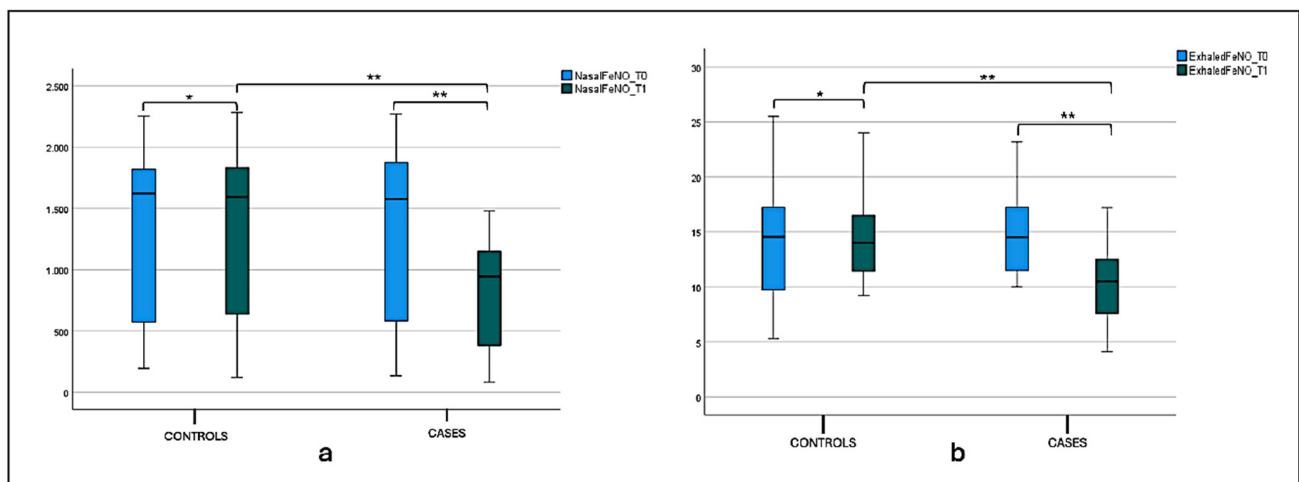 NasalFeNO_T0
NasalFeNO_T1
2.500
2.000
1.500
1.000
500
0
*
**
**
CONTROLS
CASES
a
ExhaledFeNO_T0
ExhaledFeNO_T1
30
25
20
15
10
5
0
*
**
**
CONTROLS
CASES
b